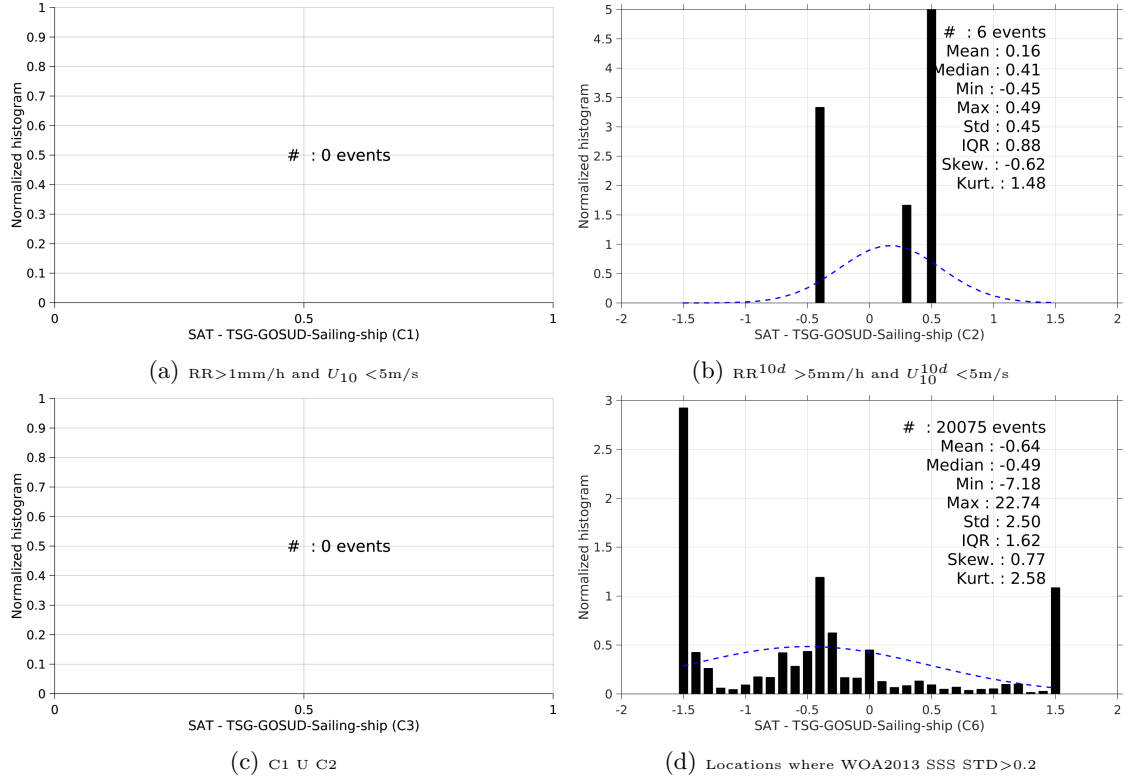 1
0.9
0.8
0.7
0.6
0.5
0.4
0.3
0.2
0.1
0
Normalized histogram
# : 0 events
0 0.5 1
SAT - TSG-GOSUD-Sailing-ship (C1)
(a) RR>1mm/h and U10 <5m/s
5
4.5
4
3.5
3
2.5
2
1.5
1
0.5
0
Normalized histogram
# : 6 events
Mean : 0.16
Median : 0.41
Min : -0.45
Max : 0.49
Std : 0.45
IQR : 0.88
Skew. : -0.62
Kurt. : 1.48
-2 -1.5 -1 -0.5 0 0.5 1 1.5 2
SAT - TSG-GOSUD-Sailing-ship (C2)
(b) RR^10d >5mm/h and U10^10d <5m/s
1
0.9
0.8
0.7
0.6
0.5
0.4
0.3
0.2
0.1
0
Normalized histogram
# : 0 events
0 0.5 1
SAT - TSG-GOSUD-Sailing-ship (C3)
(c) C1 U C2
3
2.5
2
1.5
1
0.5
0
Normalized histogram
# : 20075 events
Mean : -0.64
Median : -0.49
Min : -7.18
Max : 22.74
Std : 2.50
IQR : 1.62
Skew. : 0.77
Kurt. : 2.58
-2 -1.5 -1 -0.5 0 0.5 1 1.5 2
SAT - TSG-GOSUD-Sailing-ship (C6)
(d) Locations where WOA2013 SSS STD>0.2